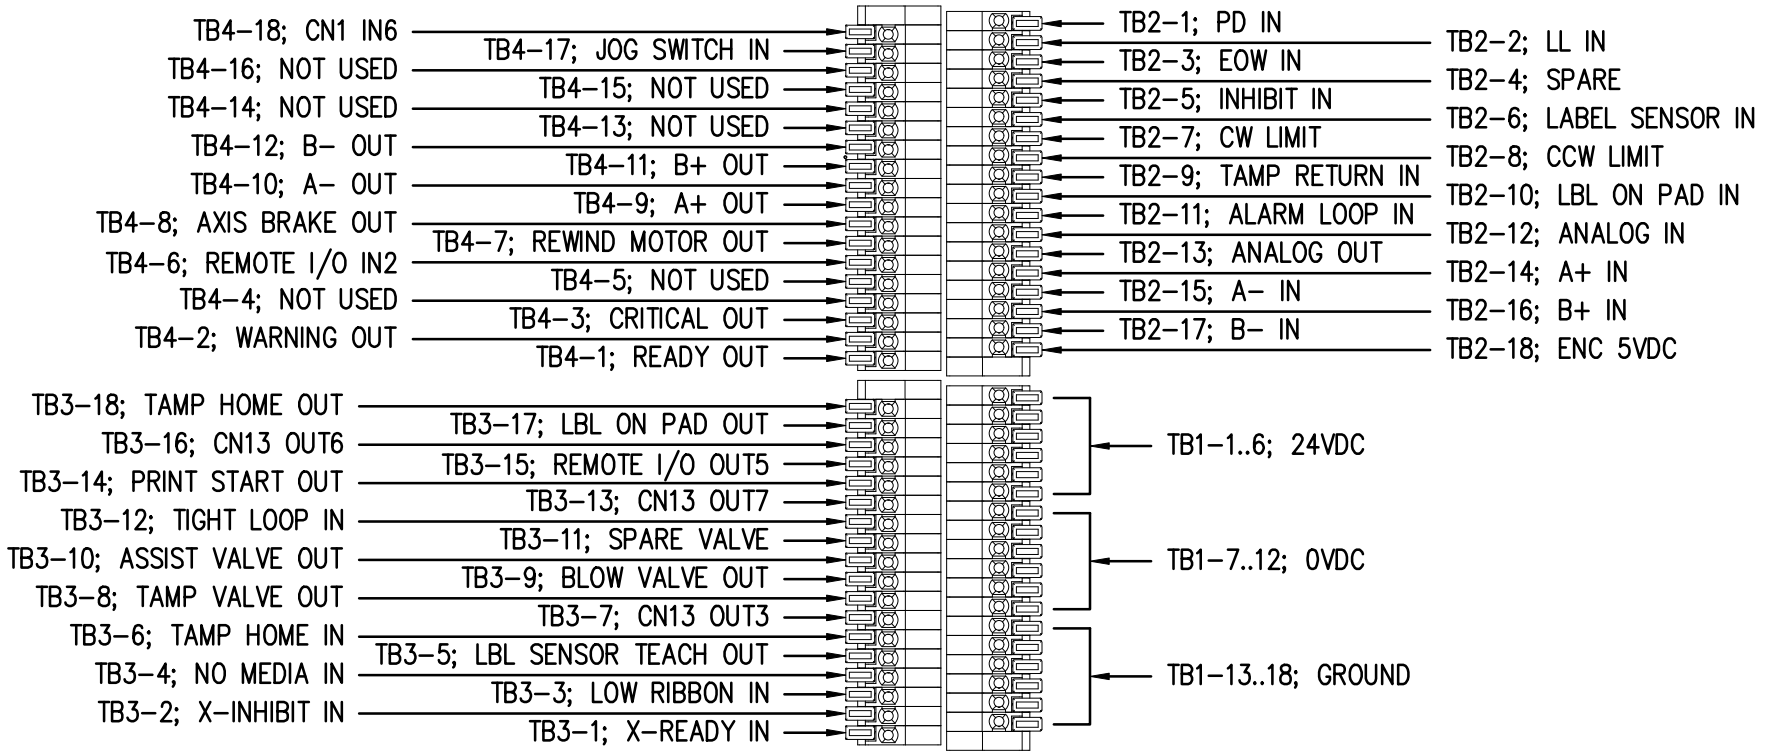 TB4-18; CN1 IN6
TB4-17; JOG SWITCH IN
TB4-16; NOT USED
TB4-15; NOT USED
TB4-14; NOT USED
TB4-13; NOT USED
TB4-12; B- OUT
TB4-11; B+ OUT
TB4-10; A- OUT
TB4-9; A+ OUT
TB4-8; AXIS BRAKE OUT
TB4-7; REWIND MOTOR OUT
TB4-6; REMOTE I/O IN2
TB4-5; NOT USED
TB4-4; NOT USED
TB4-3; CRITICAL OUT
TB4-2; WARNING OUT
TB4-1; READY OUT
TB2-1; PD IN
TB2-2; LL IN
TB2-3; EOW IN
TB2-4; SPARE
TB2-5; INHIBIT IN
TB2-6; LABEL SENSOR IN
TB2-7; CW LIMIT
TB2-8; CCW LIMIT
TB2-9; TAMP RETURN IN
TB2-10; LBL ON PAD IN
TB2-11; ALARM LOOP IN
TB2-12; ANALOG IN
TB2-13; ANALOG OUT
TB2-14; A+ IN
TB2-15; A- IN
TB2-16; B+ IN
TB2-17; B- IN
TB2-18; ENC 5VDC
TB3-18; TAMP HOME OUT
TB3-17; LBL ON PAD OUT
TB3-16; CN13 OUT6
TB3-15; REMOTE I/O OUT5
TB3-14; PRINT START OUT
TB3-13; CN13 OUT7
TB3-12; TIGHT LOOP IN
TB3-11; SPARE VALVE
TB3-10; ASSIST VALVE OUT
TB3-9; BLOW VALVE OUT
TB3-8; TAMP VALVE OUT
TB3-7; CN13 OUT3
TB3-6; TAMP HOME IN
TB3-5; LBL SENSOR TEACH OUT
TB3-4; NO MEDIA IN
TB3-3; LOW RIBBON IN
TB3-2; X-INHIBIT IN
TB3-1; X-READY IN
TB1-1..6; 24VDC
TB1-7..12; 0VDC
TB1-13..18; GROUND